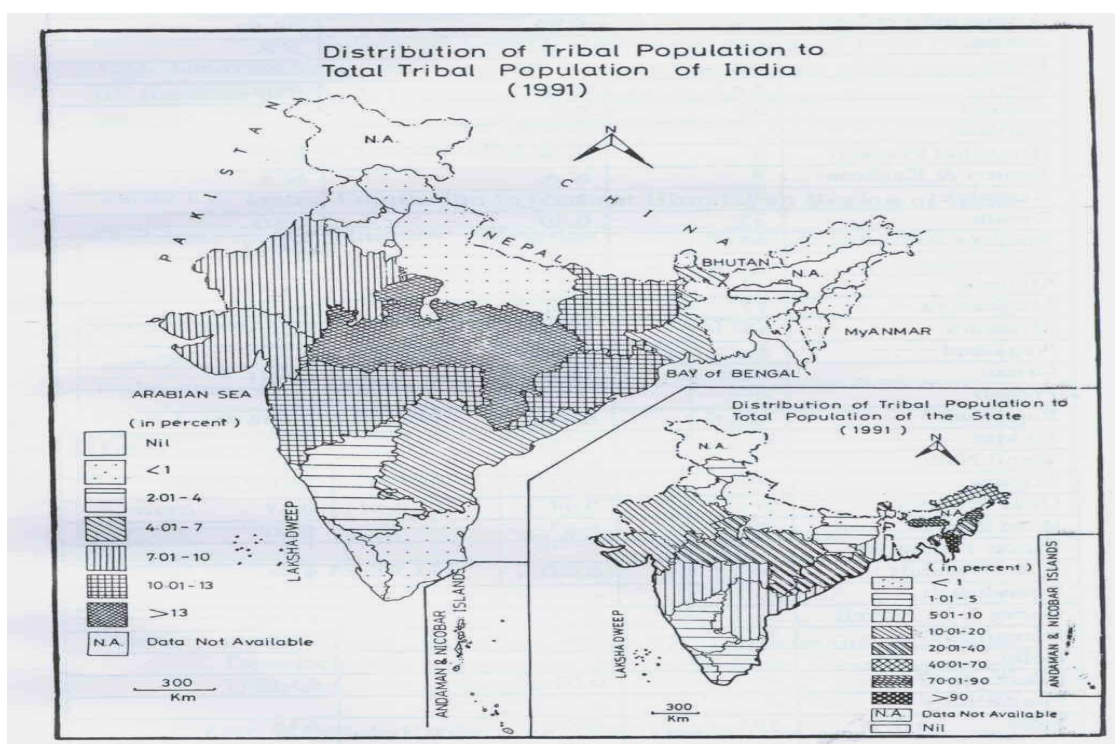 Distribution of Tribal Population to
Total Tribal Population of India
(1991)
N
N.A.
PAKISTAN
CHINA
NEPAL
BHUTAN
N.A.
MyANMAR
BAY of BENGAL
ARABIAN SEA
(in percent)
Nil
<1
2·01-4
4·01-7
7·01-10
10·01-13
>13
N.A. Data Not Available
300
Km
LAKSHADWEEP
ANDAMAN & NICOBAR
ISLANDS
Distribution of Tribal Population to
Total Population of the State
(1991)
N
N.A.
N.A.
LAKSHADWEEP
(in percent)
<1
1·01-5
5·01-10
10·01-20
20·01-40
40·01-70
70·01-90
>90
N.A. Data Not Available
Nil
300
Km
ANDAMAN & NICOBAR ISLANDS